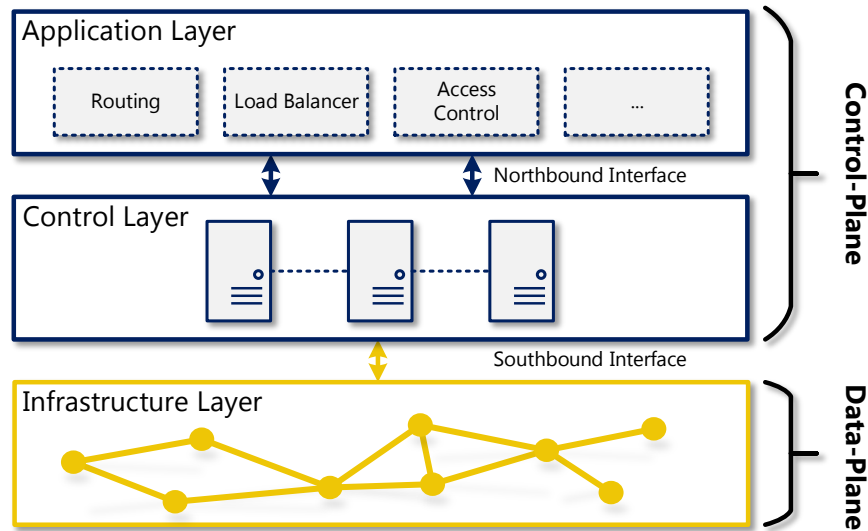 Application Layer
Routing
Load Balancer
Access
Control
...
Northbound Interface
Control Layer
Southbound Interface
Infrastructure Layer
Control-Plane
Data-Plane